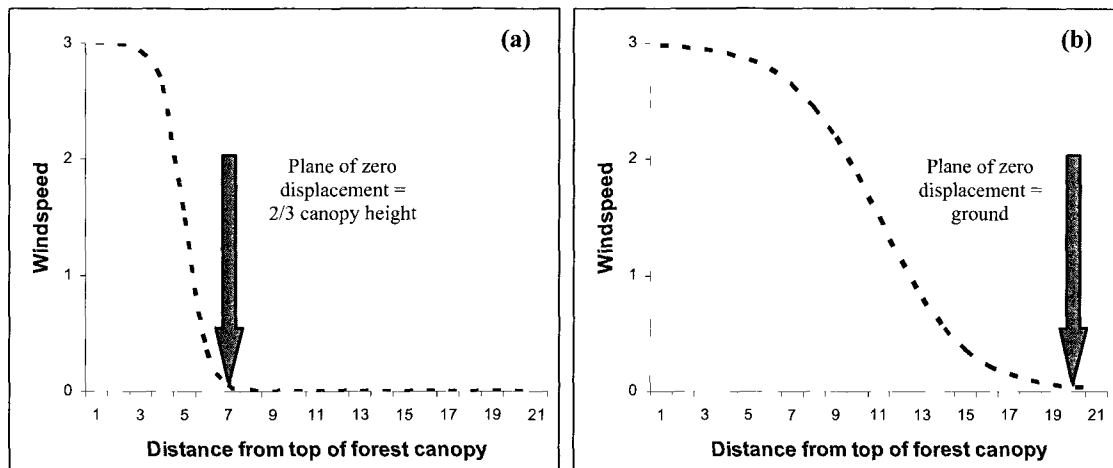 (a)
3
2
1
0
Windspeed
Plane of zero
displacement =
2/3 canopy height
1 3 5 7 9 11 13 15 17 19 21
Distance from top of forest canopy
(b)
3
2
1
0
Windspeed
Plane of zero
displacement =
ground
1 3 5 7 9 11 13 15 17 19 21
Distance from top of forest canopy